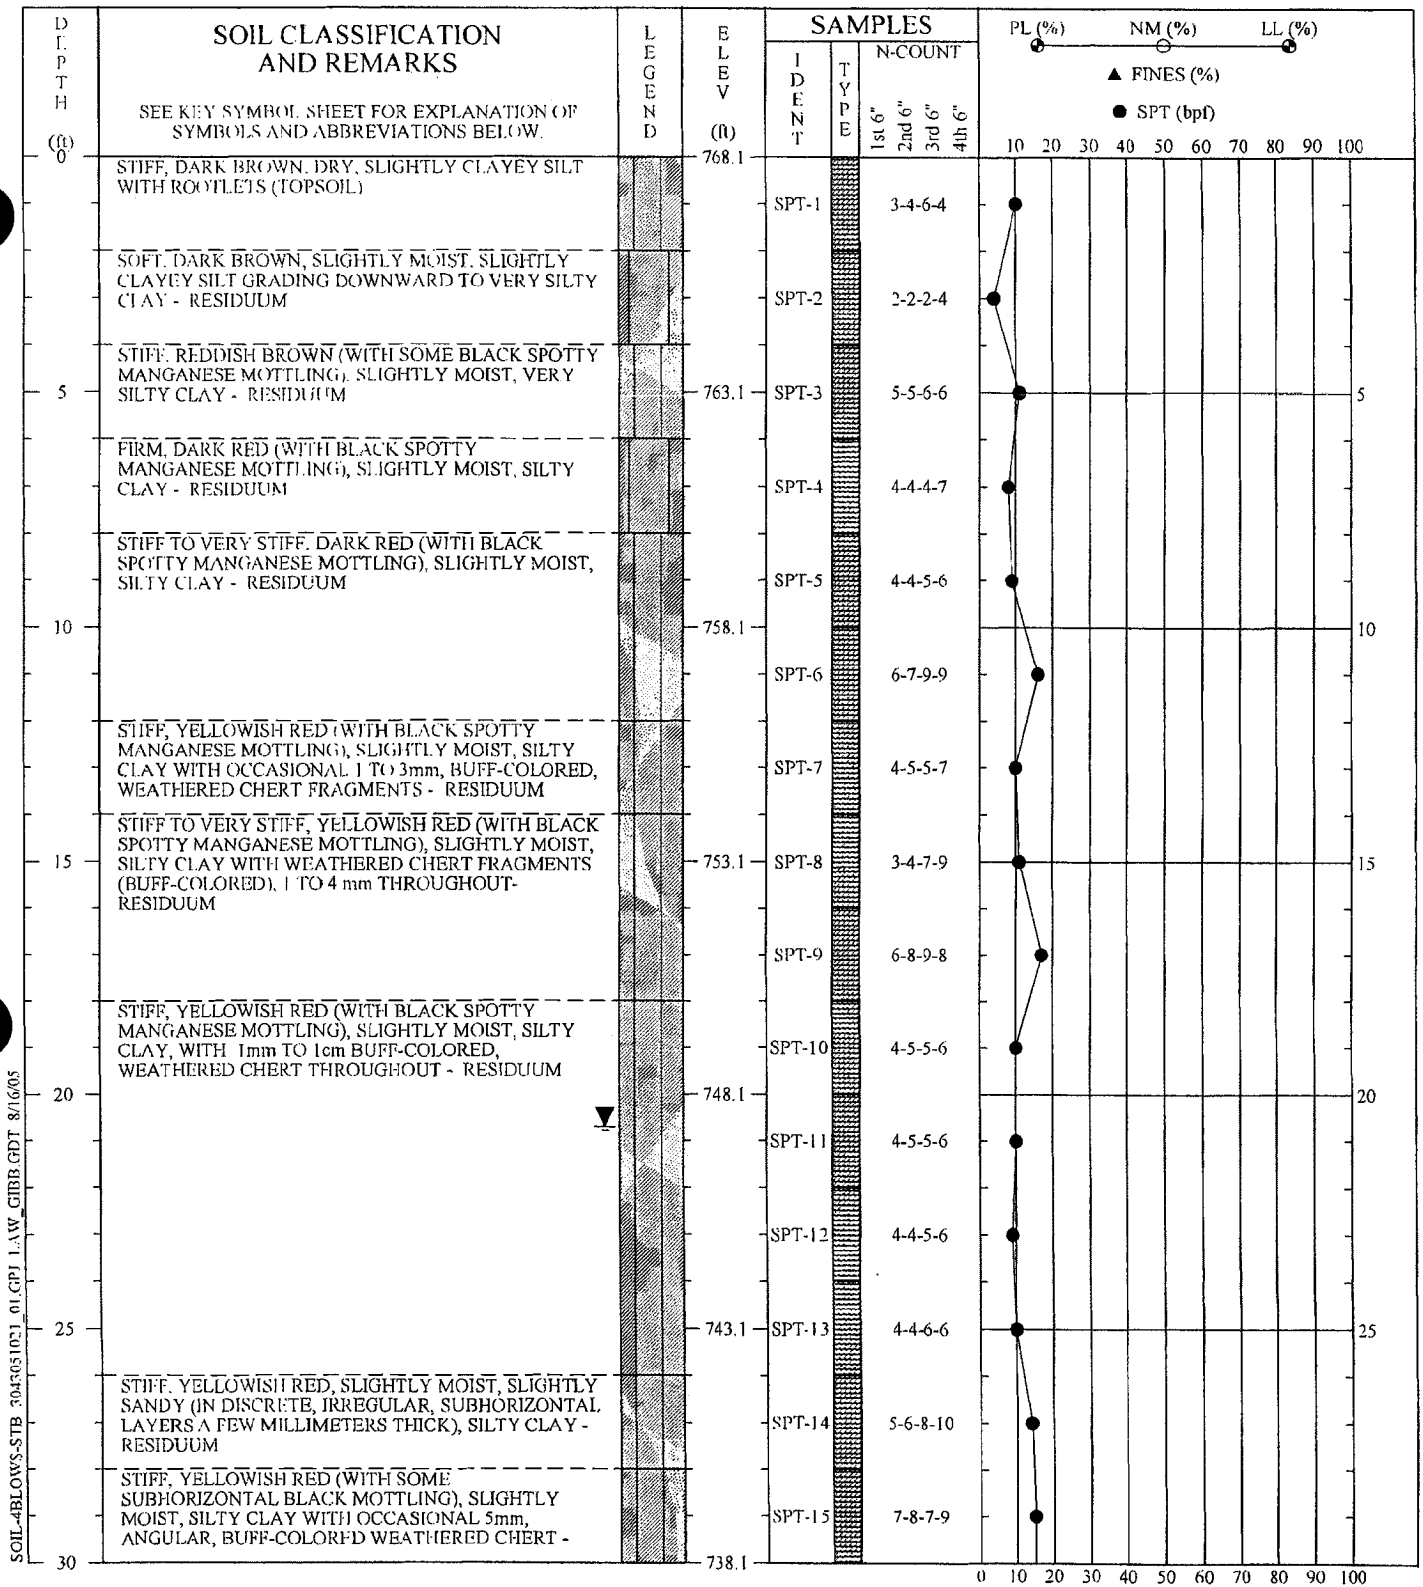 DEPTH (ft)
SOIL CLASSIFICATION
AND REMARKS
SEE KEY SYMBOL SHEET FOR EXPLANATION OF
SYMBOLS AND ABBREVIATIONS BELOW.
LEGEND
ELEV (ft)
SAMPLES
IDENT
TYPE
N-COUNT
1st 6"
2nd 6"
3rd 6"
4th 6"
PL (%)
NM (%)
LL (%)
▲ FINES (%)
● SPT (bpf)
10 20 30 40 50 60 70 80 90 100
0
768.1
STIFF, DARK BROWN, DRY, SLIGHTLY CLAYEY SILT
WITH ROOTLETS (TOPSOIL)
SPT-1 3-4-6-4
SOFT, DARK BROWN, SLIGHTLY MOIST, SLIGHTLY
CLAYEY SILT GRADING DOWNWARD TO VERY SILTY
CLAY - RESIDUUM
SPT-2 2-2-2-4
STIFF, REDDISH BROWN (WITH SOME BLACK SPOTTY
MANGANESE MOTTLING), SLIGHTLY MOIST, VERY
SILTY CLAY - RESIDUUM
5 763.1 SPT-3 5-5-6-6 5
FIRM, DARK RED (WITH BLACK SPOTTY
MANGANESE MOTTLING), SLIGHTLY MOIST, SILTY
CLAY - RESIDUUM
SPT-4 4-4-4-7
STIFF TO VERY STIFF, DARK RED (WITH BLACK
SPOTTY MANGANESE MOTTLING), SLIGHTLY MOIST,
SILTY CLAY - RESIDUUM
SPT-5 4-4-5-6
10 758.1 10
SPT-6 6-7-9-9
STIFF, YELLOWISH RED (WITH BLACK SPOTTY
MANGANESE MOTTLING), SLIGHTLY MOIST, SILTY
CLAY WITH OCCASIONAL 1 TO 3mm, BUFF-COLORED,
WEATHERED CHERT FRAGMENTS - RESIDUUM
SPT-7 4-5-5-7
STIFF TO VERY STIFF, YELLOWISH RED (WITH BLACK
SPOTTY MANGANESE MOTTLING), SLIGHTLY MOIST,
SILTY CLAY WITH WEATHERED CHERT FRAGMENTS
(BUFF-COLORED), 1 TO 4 mm THROUGHOUT-
RESIDUUM
15 753.1 SPT-8 3-4-7-9 15
SPT-9 6-8-9-8
STIFF, YELLOWISH RED (WITH BLACK SPOTTY
MANGANESE MOTTLING), SLIGHTLY MOIST, SILTY
CLAY, WITH 1mm TO 1cm BUFF-COLORED,
WEATHERED CHERT THROUGHOUT - RESIDUUM
SPT-10 4-5-5-6
20 748.1 20
SPT-11 4-5-5-6
SPT-12 4-4-5-6
25 743.1 SPT-13 4-4-6-6 25
STIFF, YELLOWISH RED, SLIGHTLY MOIST, SLIGHTLY
SANDY (IN DISCRETE, IRREGULAR, SUBHORIZONTAL
LAYERS A FEW MILLIMETERS THICK), SILTY CLAY -
RESIDUUM
SPT-14 5-6-8-10
STIFF, YELLOWISH RED (WITH SOME
SUBHORIZONTAL BLACK MOTTLING), SLIGHTLY
MOIST, SILTY CLAY WITH OCCASIONAL 5mm,
ANGULAR, BUFF-COLORED WEATHERED CHERT -
SPT-15 7-8-7-9
30 738.1
0 10 20 30 40 50 60 70 80 90 100
SOIL-4BLOWS-STB 3043051021_01.GPJ LAW_GIBB.GDT 8/16/05